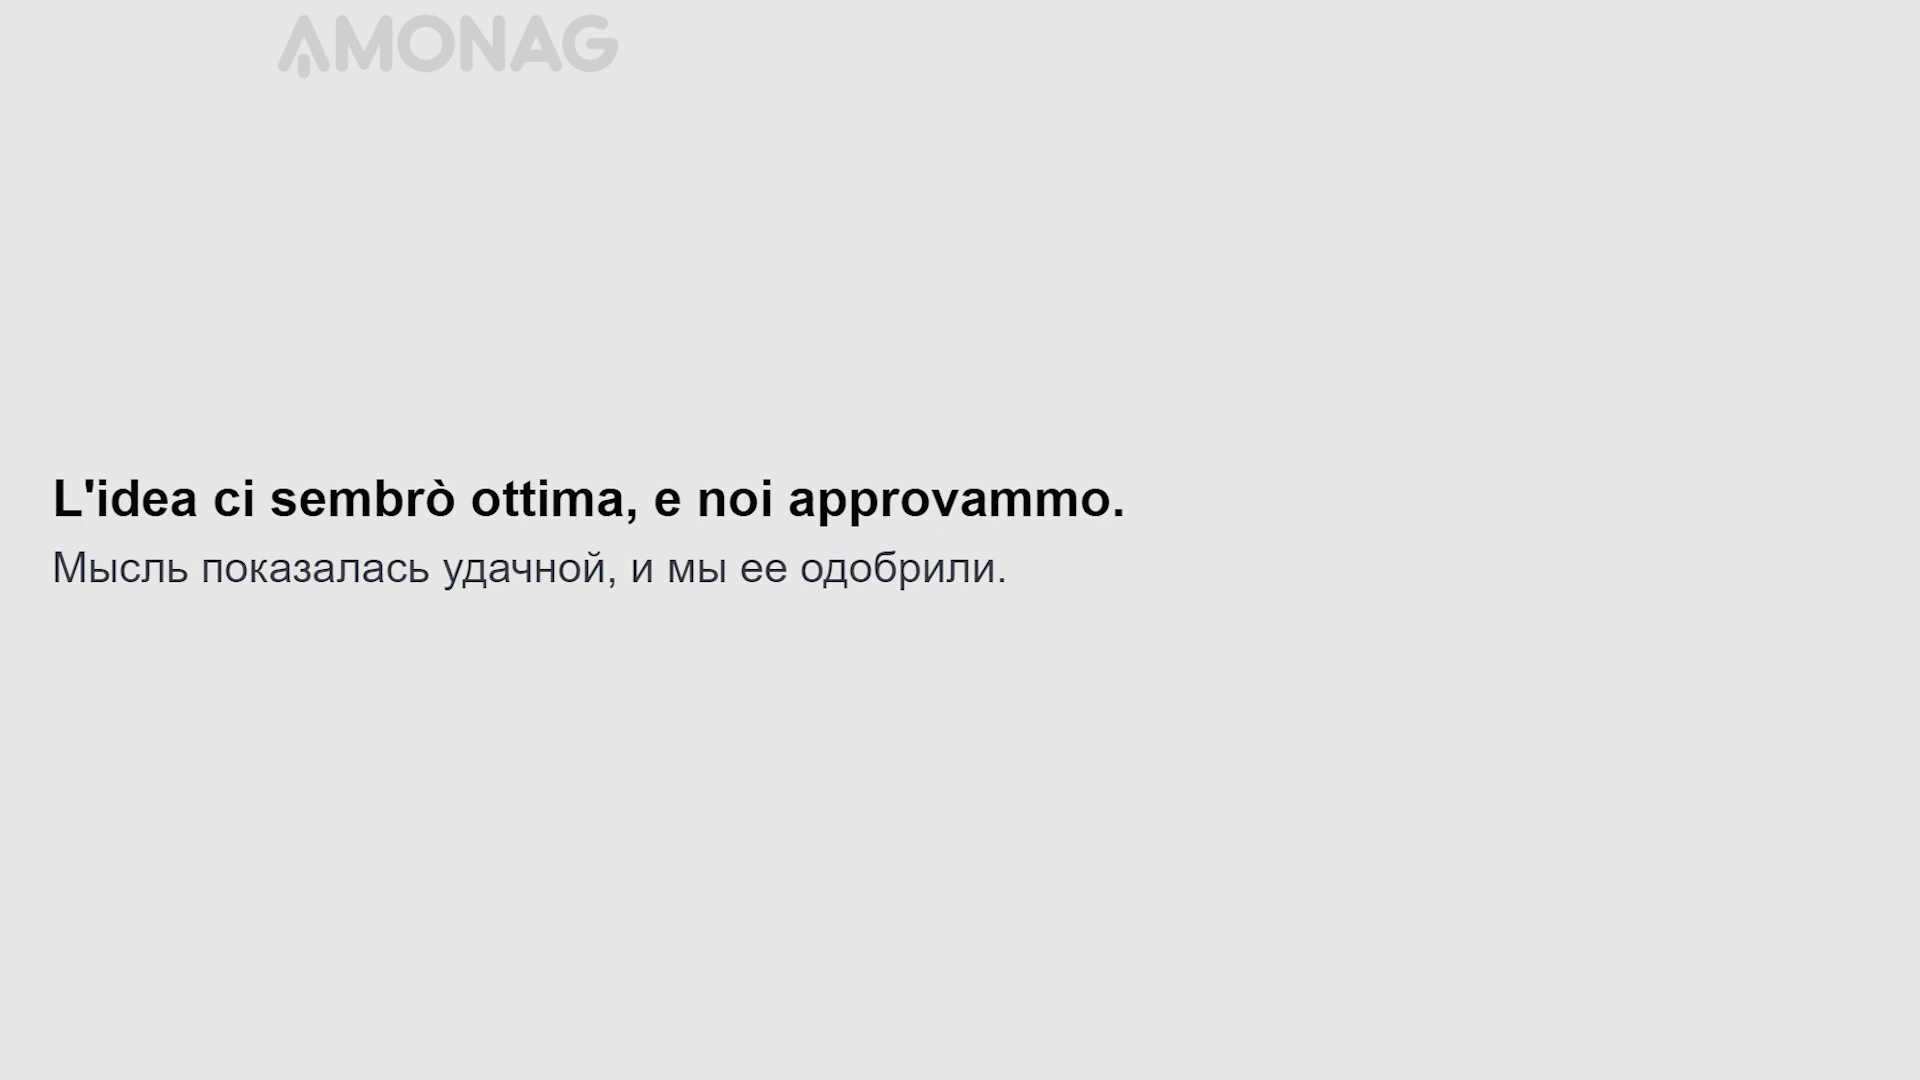 AMONAG
L'idea ci sembrò ottima, e noi approvammo.
Мысль показалась удачной, и мы ее одобрили.